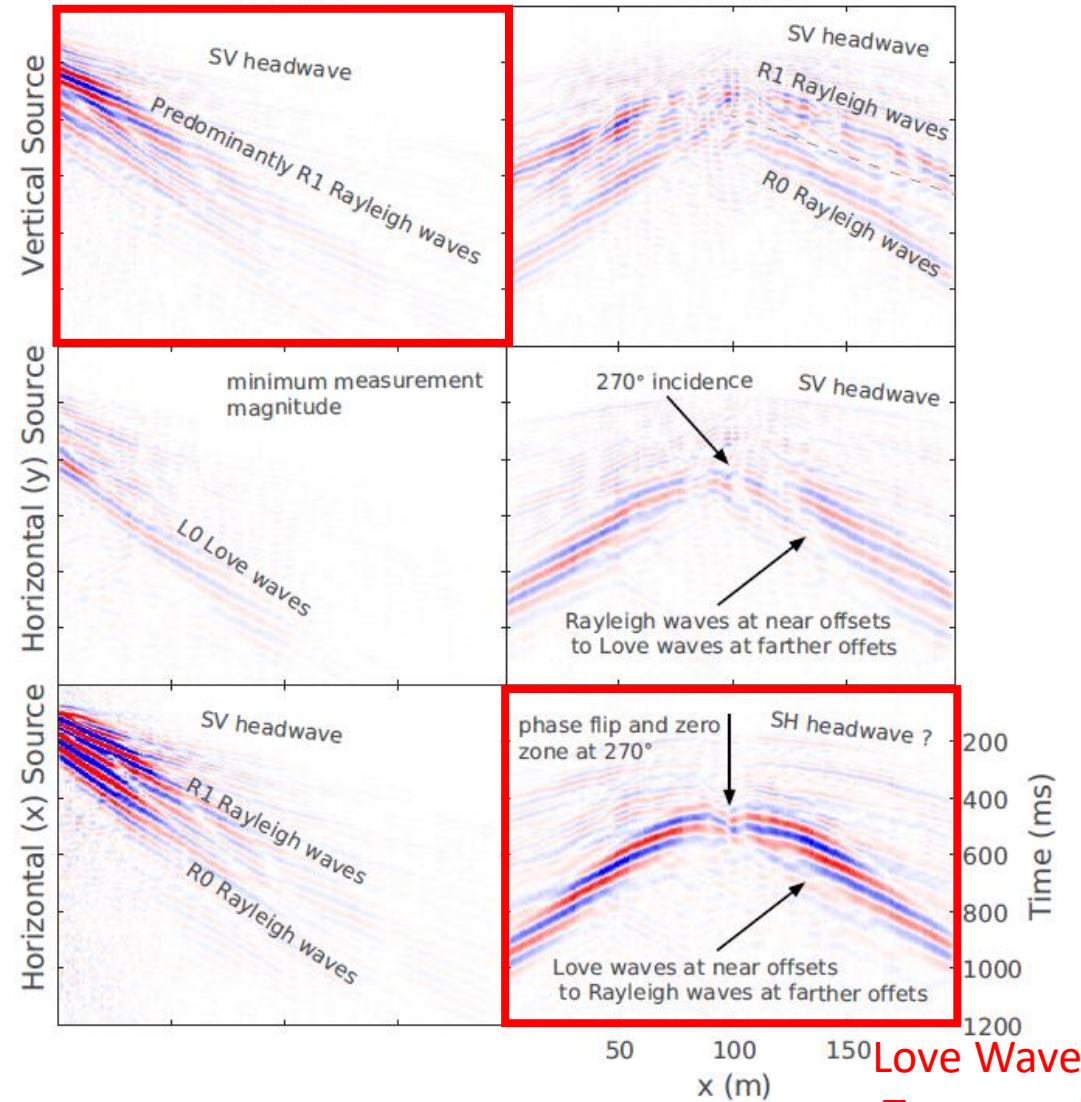 Vertical Source
SV headwave
Predominantly R1 Rayleigh waves
SV headwave
R1 Rayleigh waves
R0 Rayleigh waves
Horizontal (y) Source
minimum measurement
magnitude
L0 Love waves
270° incidence
SV headwave
Rayleigh waves at near offsets
to Love waves at farther offets
Horizontal (x) Source
SV headwave
R1 Rayleigh waves
R0 Rayleigh waves
phase flip and zero
zone at 270°
SH headwave ?
Love waves at near offsets
to Rayleigh waves at farther offets
200
400
600
800
1000
1200
Time (ms)
50 100 150
x (m)
Love Wave